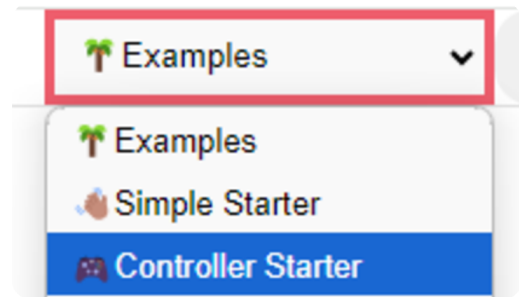 🌴 Examples
🌴 Examples
👋🏽 Simple Starter
🎮 Controller Starter